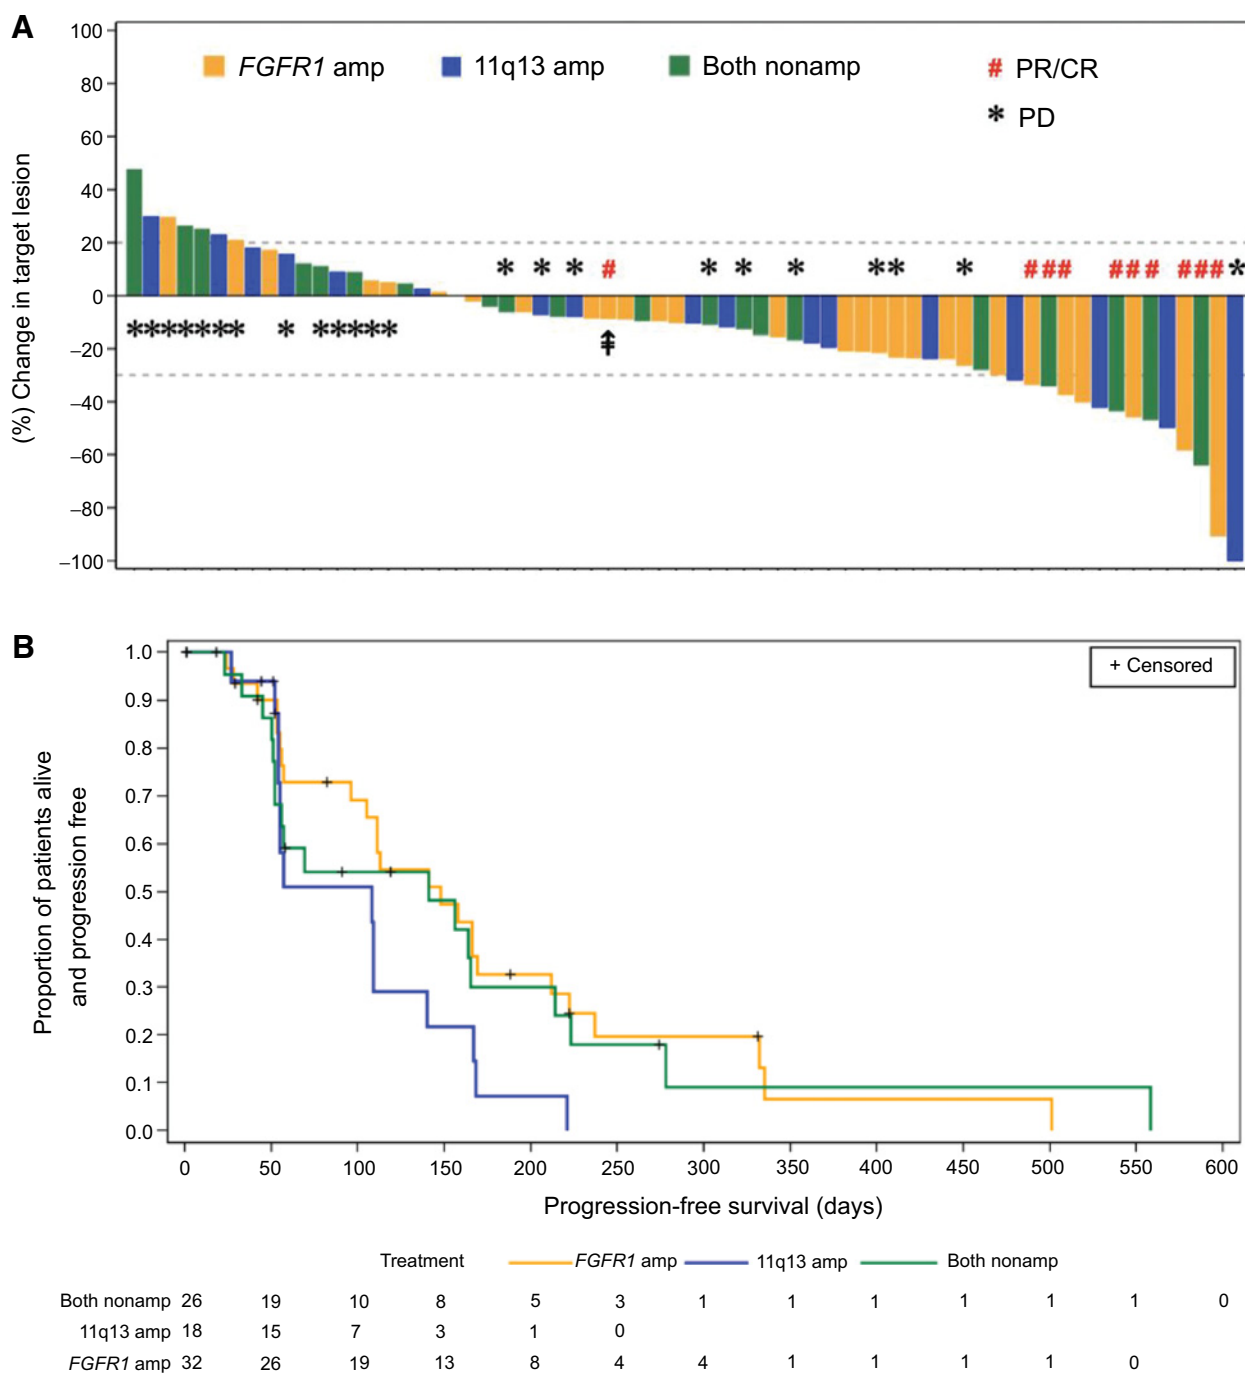 A
FGFR1 amp 11q13 amp Both nonamp # PR/CR
* PD
(%) Change in target lesion
100
80
60
40
20
0
−20
−40
−60
−80
−100
* * * # * * * * * * # # # # # # # # # *
* * * * * * * * * * * * *
B
+ Censored
Proportion of patients alive
and progression free
1.0
0.9
0.8
0.7
0.6
0.5
0.4
0.3
0.2
0.1
0.0
0 50 100 150 200 250 300 350 400 450 500 550 600
Progression-free survival (days)
Treatment FGFR1 amp 11q13 amp Both nonamp
Both nonamp 26 19 10 8 5 3 1 1 1 1 1 1 0
11q13 amp 18 15 7 3 1 0
FGFR1 amp 32 26 19 13 8 4 4 1 1 1 1 0